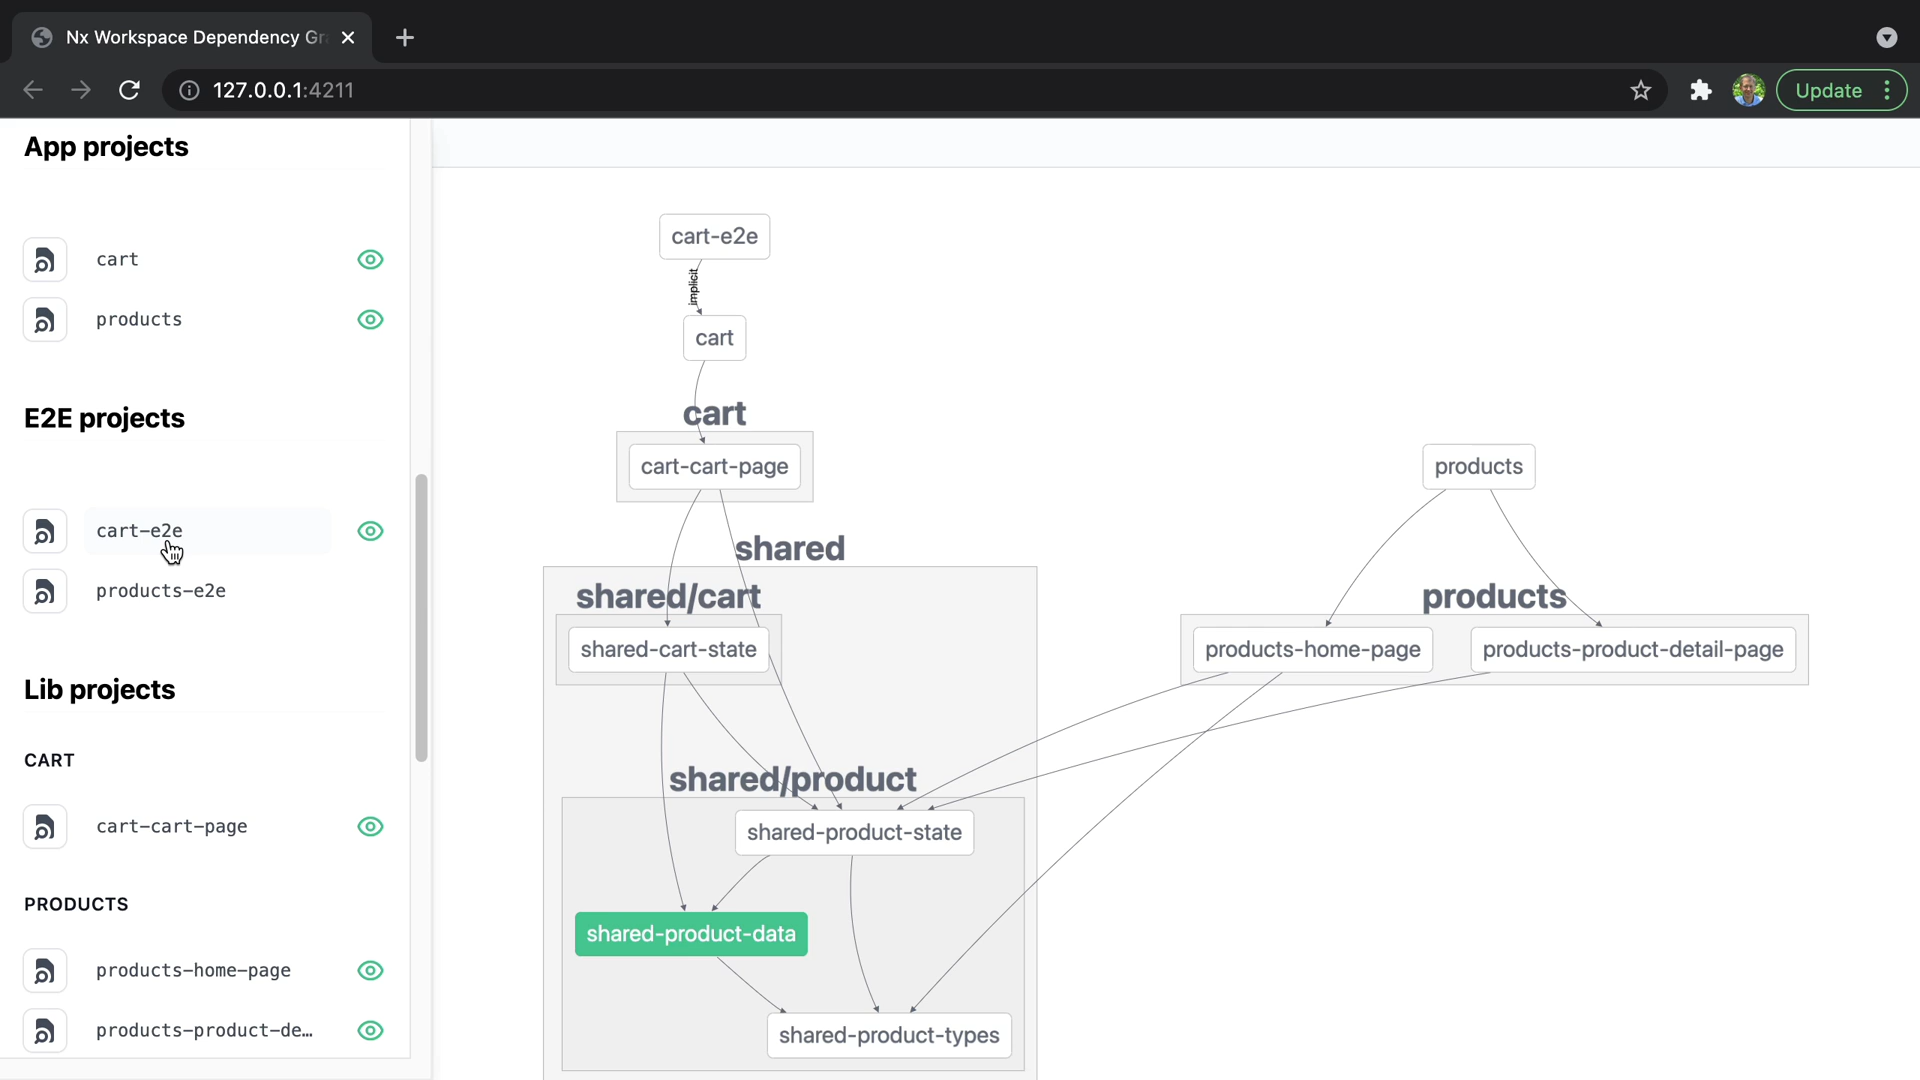 Nx Workspace Dependency Gr
127.0.0.1:4211
Update
App projects
cart
products
E2E projects
cart-e2e
products-e2e
Lib projects
CART
cart-cart-page
PRODUCTS
products-home-page
products-product-de…
cart-e2e
implicit
cart
cart
cart-cart-page
shared
shared/cart
shared-cart-state
shared/product
shared-product-state
shared-product-data
shared-product-types
products
products
products-home-page
products-product-detail-page